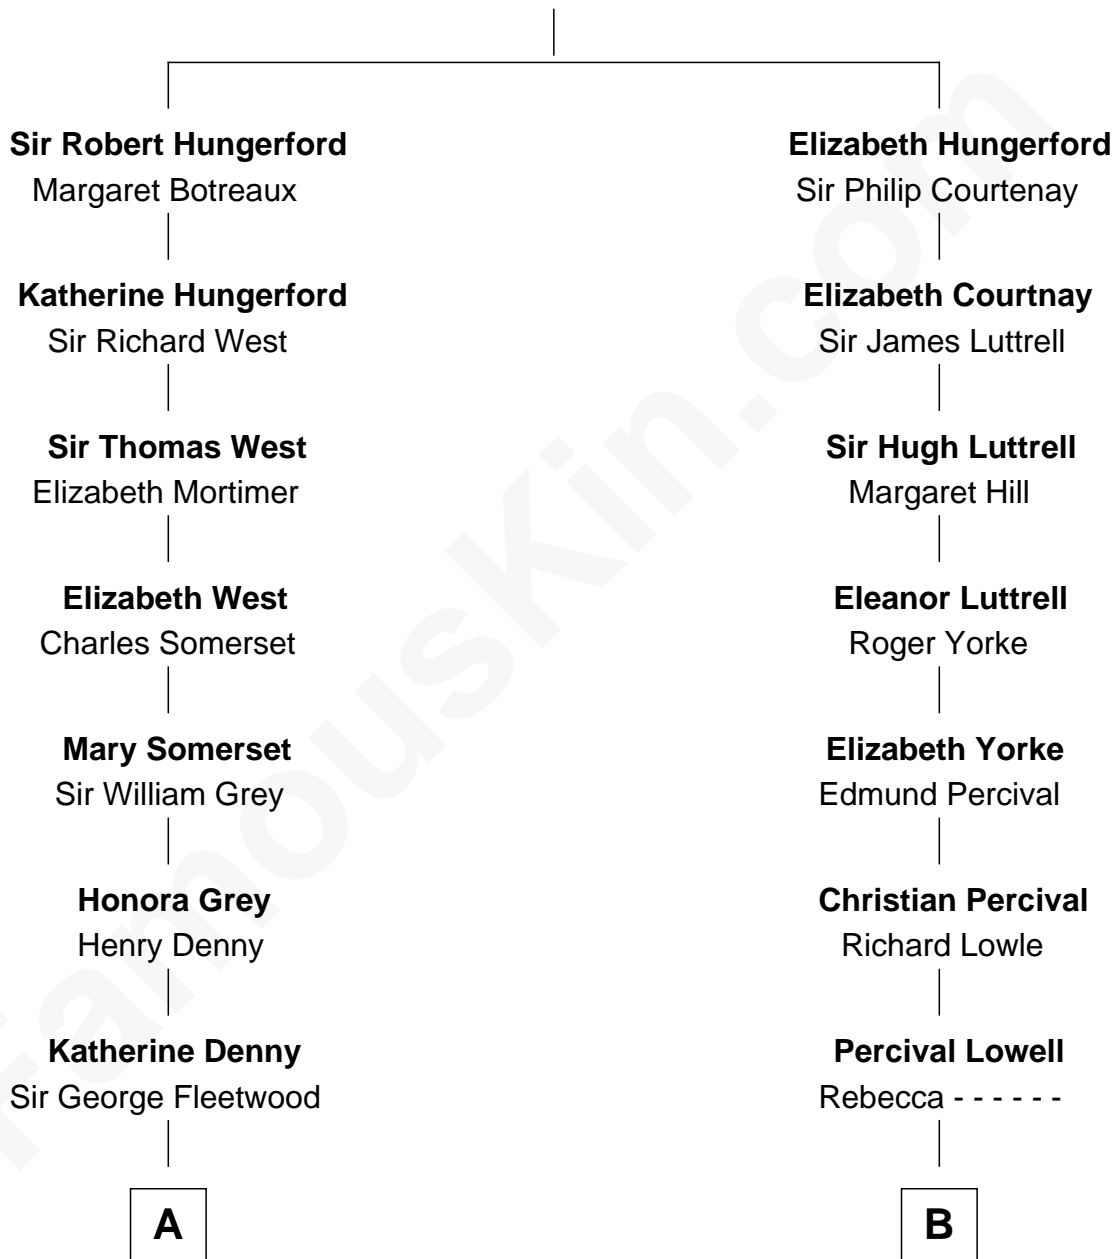 Sir Robert Hungerford
Margaret Botreaux
Katherine Hungerford
Sir Richard West
Sir Thomas West
Elizabeth Mortimer
Elizabeth West
Charles Somerset
Mary Somerset
Sir William Grey
Honora Grey
Henry Denny
Katherine Denny
Sir George Fleetwood
A
Elizabeth Hungerford
Sir Philip Courtenay
Elizabeth Courtnay
Sir James Luttrell
Sir Hugh Luttrell
Margaret Hill
Eleanor Luttrell
Roger Yorke
Elizabeth Yorke
Edmund Percival
Christian Percival
Richard Lowle
Percival Lowell
Rebecca - - - - - -
B
FamousKin.com